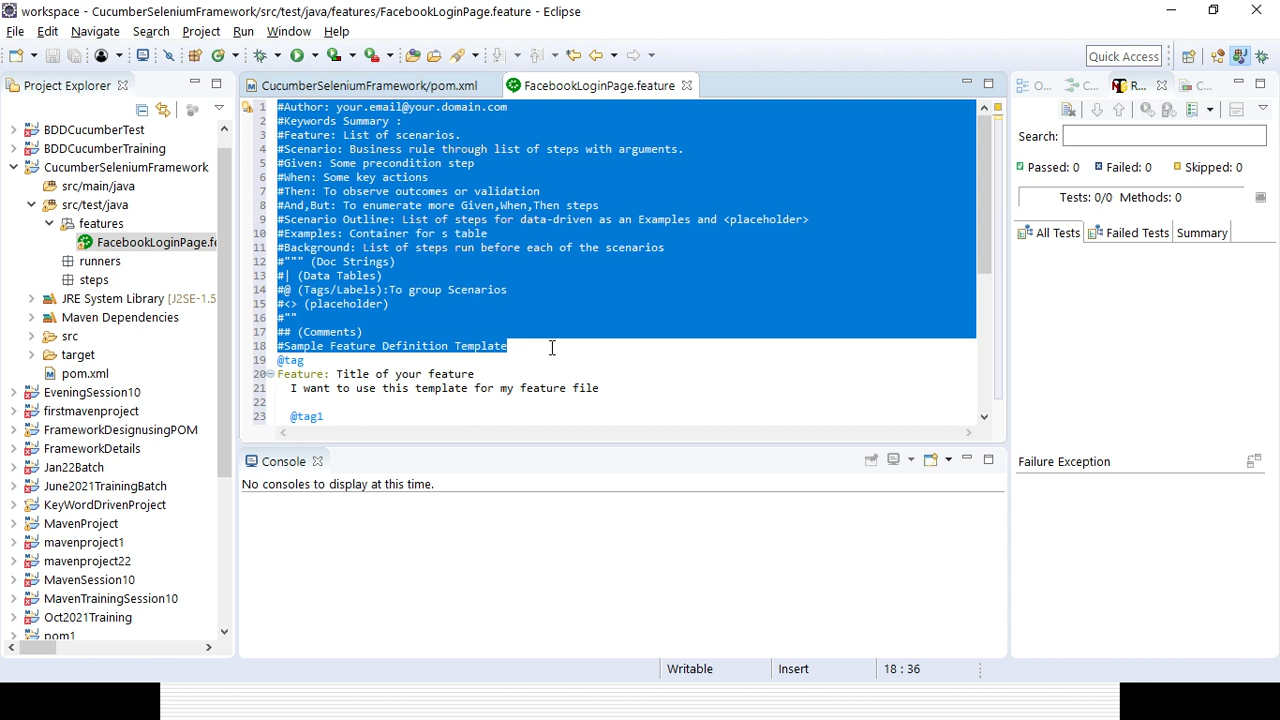 workspace - CucumberSeleniumFramework/src/test/java/features/FacebookLoginPage.feature - Eclipse
File Edit Navigate Search Project Run Window Help
Quick Access
Project Explorer
BDDCucumberTest
BDDCucumberTraining
CucumberSeleniumFramework
src/main/java
src/test/java
features
FacebookLoginPage.fe
runners
steps
JRE System Library [J2SE-1.5
Maven Dependencies
src
target
pom.xml
EveningSession10
firstmavenproject
FrameworkDesignusingPOM
FrameworkDetails
Jan22Batch
June2021TrainingBatch
KeyWordDrivenProject
MavenProject
mavenproject1
mavenproject22
MavenSession10
MavenTrainingSession10
Oct2021Training
pom1
CucumberSeleniumFramework/pom.xml
FacebookLoginPage.feature
1 #Author: your.email@your.domain.com
2 #Keywords Summary :
3 #Feature: List of scenarios.
4 #Scenario: Business rule through list of steps with arguments.
5 #Given: Some precondition step
6 #When: Some key actions
7 #Then: To observe outcomes or validation
8 #And,But: To enumerate more Given,When,Then steps
9 #Scenario Outline: List of steps for data-driven as an Examples and <placeholder>
10 #Examples: Container for s table
11 #Background: List of steps run before each of the scenarios
12 #""" (Doc Strings)
13 #| (Data Tables)
14 #@ (Tags/Labels):To group Scenarios
15 #<> (placeholder)
16 #""
17 ## (Comments)
18 #Sample Feature Definition Template
19 @tag
20 Feature: Title of your feature
21 I want to use this template for my feature file
22
23 @tag1
Console
No consoles to display at this time.
O...
C...
R...
C...
Search:
Passed: 0 Failed: 0 Skipped: 0
Tests: 0/0 Methods: 0
All Tests Failed Tests Summary
Failure Exception
Writable Insert 18 : 36